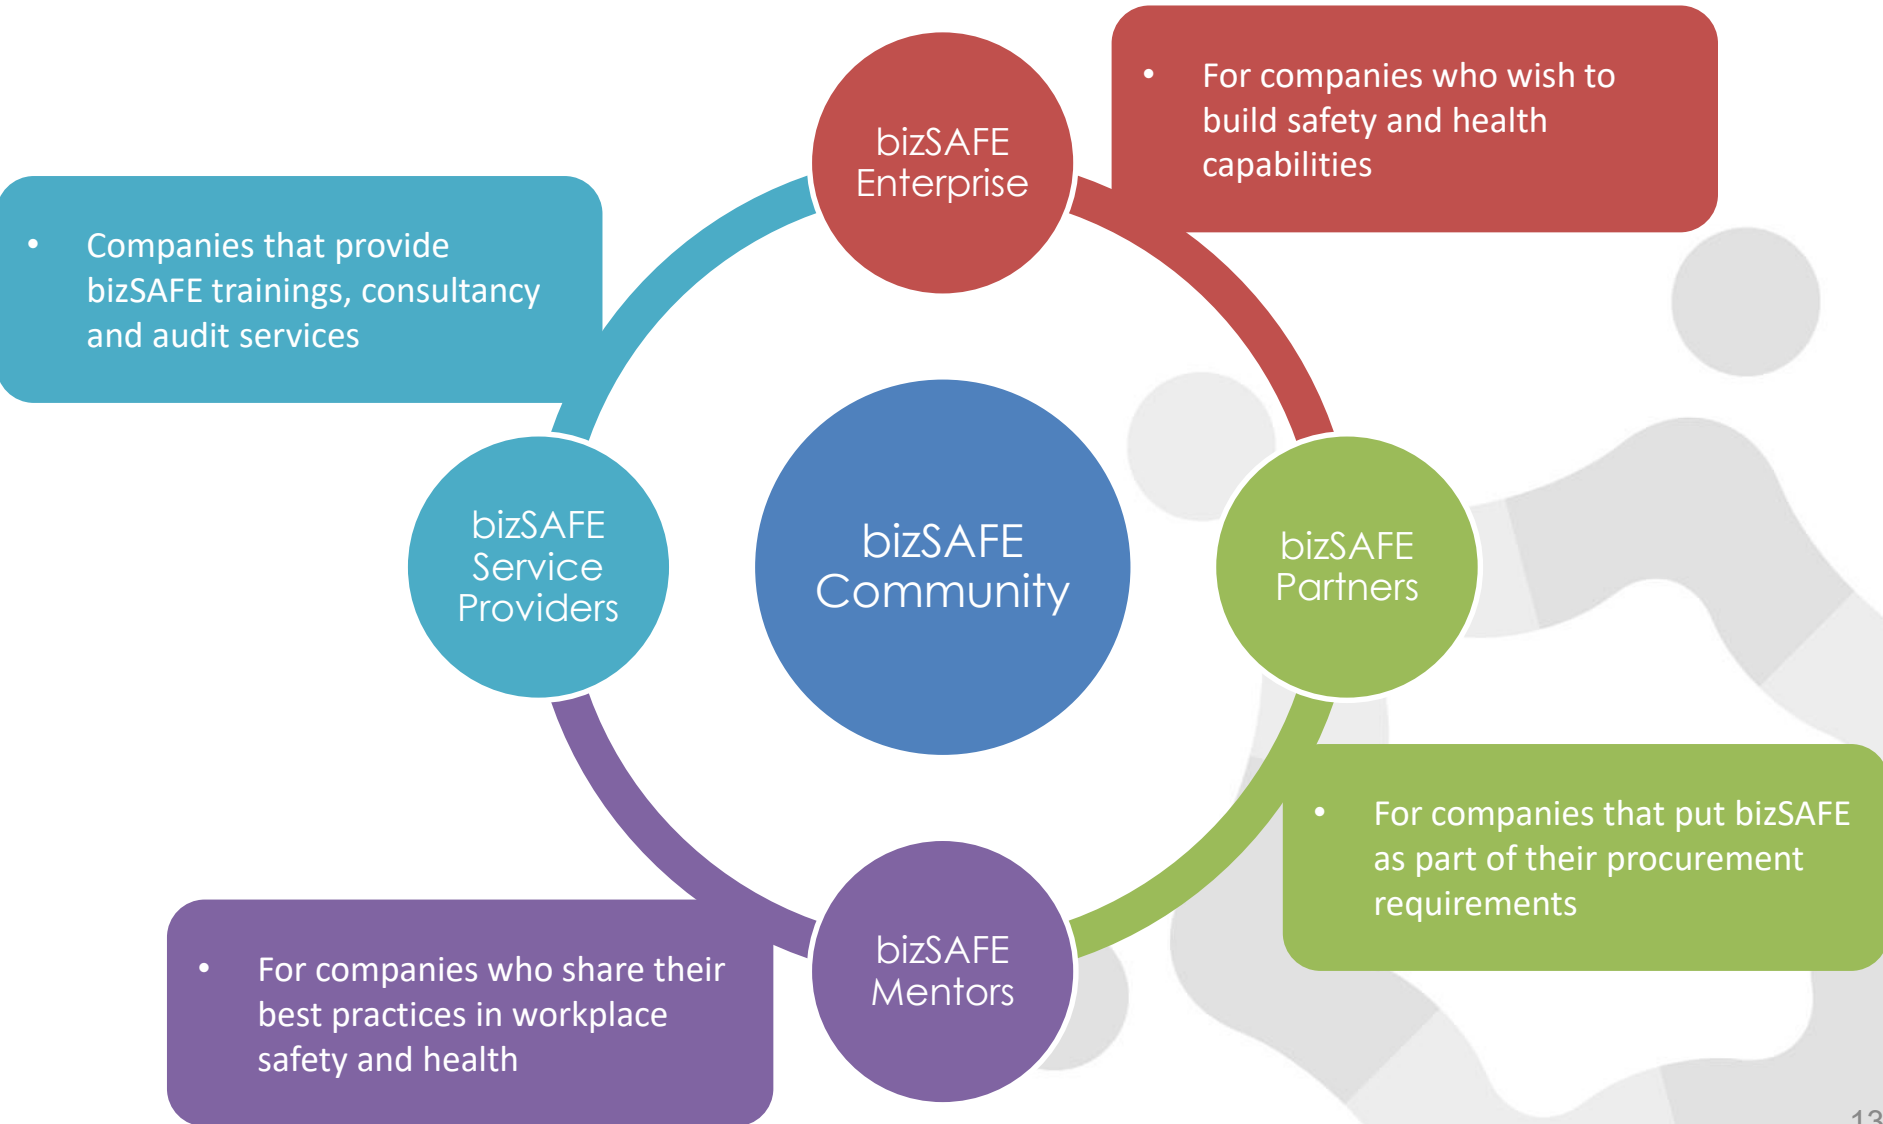 bizSAFE
Enterprise
• For companies who wish to
build safety and health
capabilities
• Companies that provide
bizSAFE trainings, consultancy
and audit services
bizSAFE
Service
Providers
bizSAFE
Community
bizSAFE
Partners
• For companies that put bizSAFE
as part of their procurement
requirements
bizSAFE
Mentors
• For companies who share their
best practices in workplace
safety and health
13